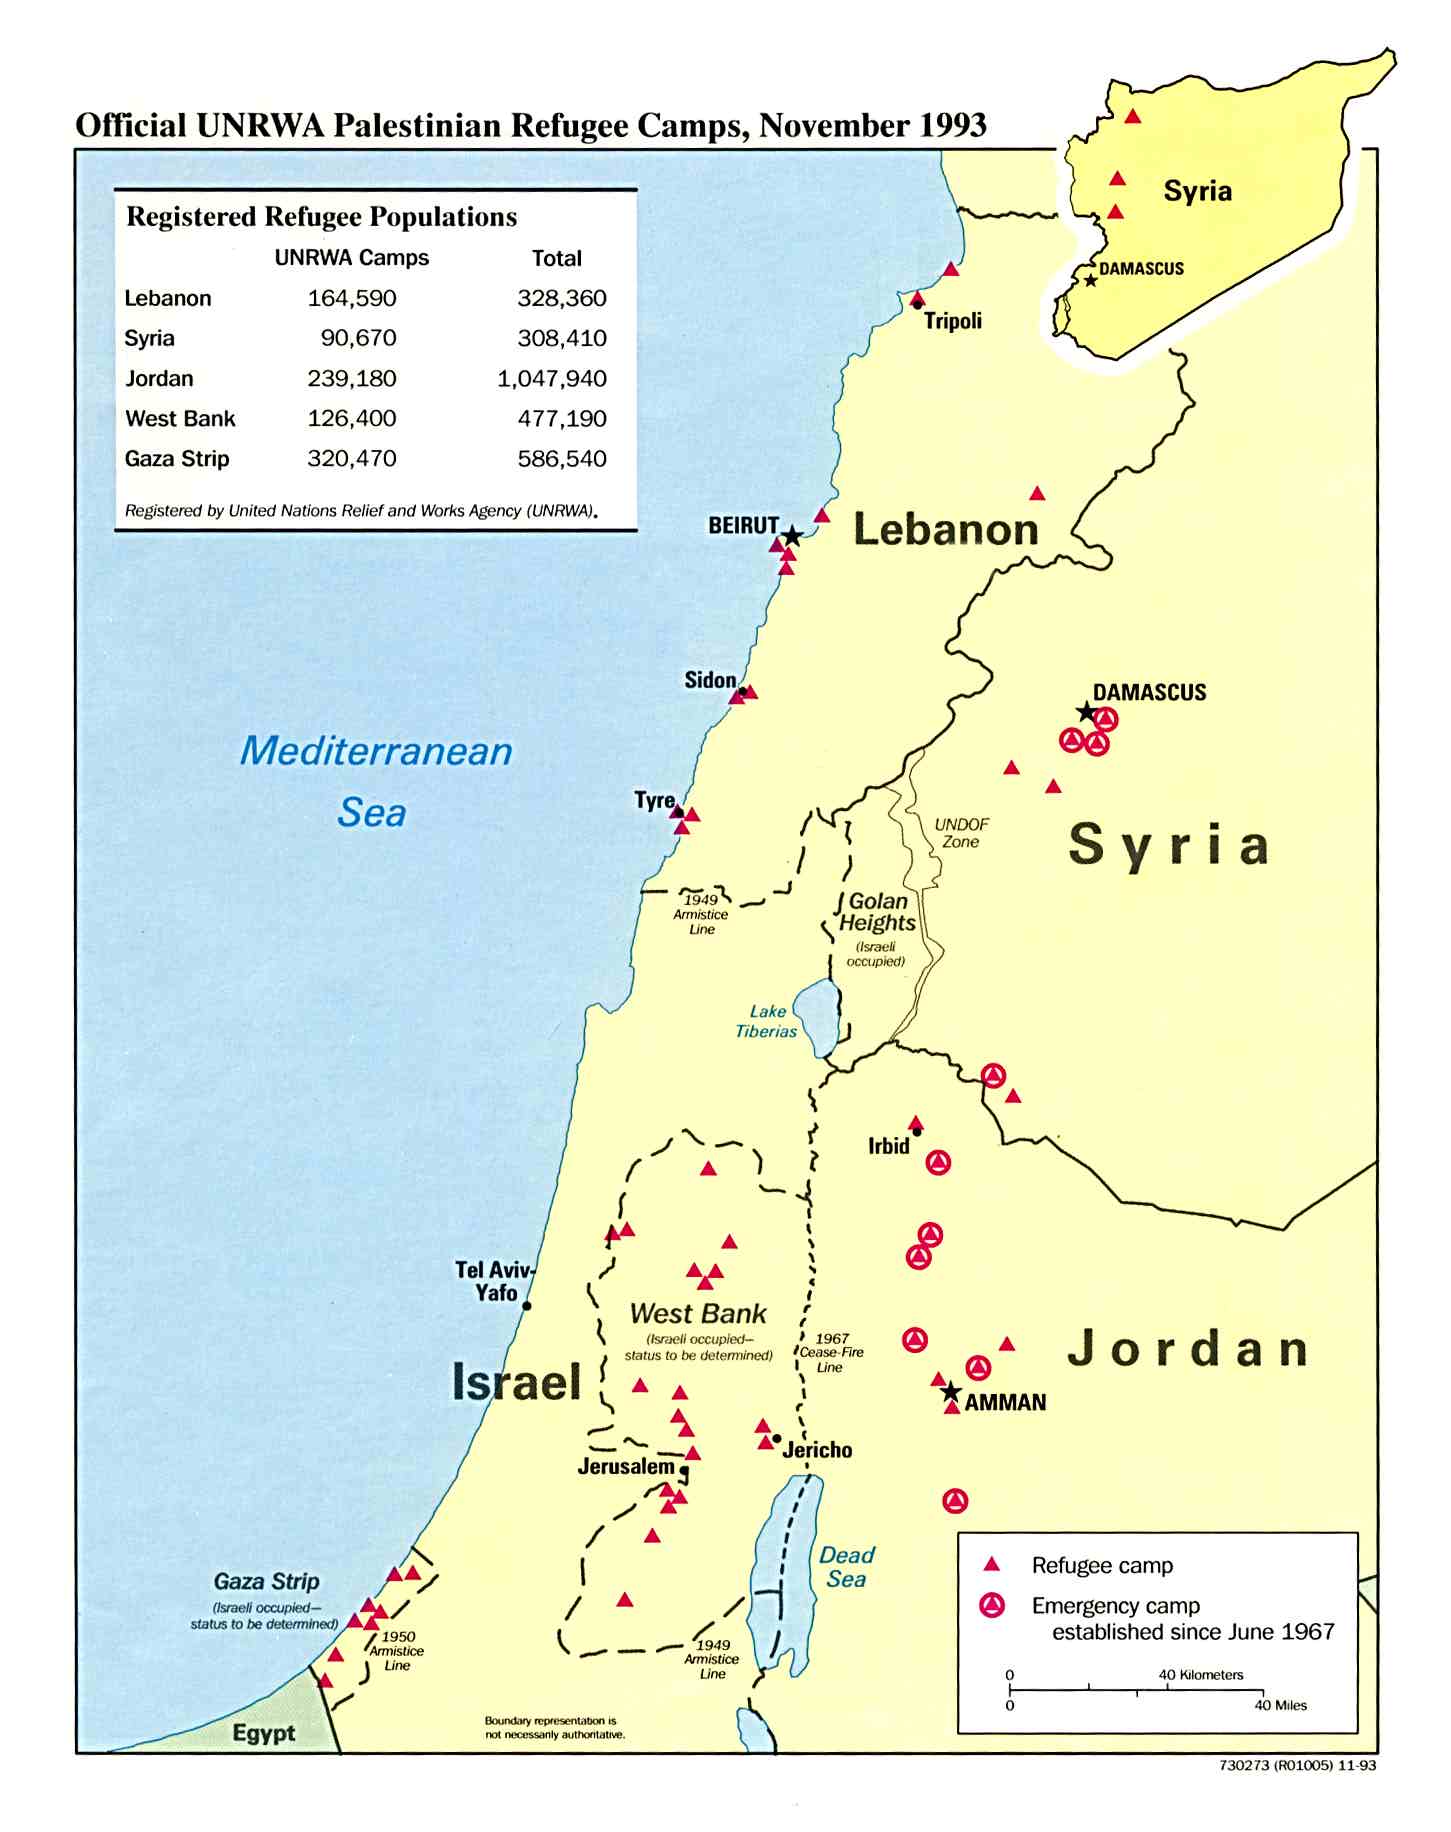 Official UNRWA Palestinian Refugee Camps, November 1993
Registered Refugee Populations
UNRWA Camps Total
Lebanon 164,590 328,360
Syria 90,670 308,410
Jordan 239,180 1,047,940
West Bank 126,400 477,190
Gaza Strip 320,470 586,540
Registered by United Nations Relief and Works Agency (UNRWA).
Syria
DAMASCUS
Tripoli
BEIRUT
Lebanon
Sidon
DAMASCUS
Mediterranean
Sea
Tyre
UNDOF
Zone
Syria
1949
Armistice
Line
Golan
Heights
(Israeli
occupied)
Lake
Tiberias
Irbid
Tel Aviv-
Yafo
West Bank
(Israeli occupied—
status to be determined)
1967
Cease-Fire
Line
Jordan
Israel
AMMAN
Jericho
Jerusalem
Dead
Sea
Gaza Strip
(Israeli occupied—
status to be determined)
1950
Armistice
Line
1949
Armistice
Line
Egypt
Boundary representation is
not necessarily authoritative.
Refugee camp
Emergency camp
established since June 1967
0 40 Kilometers
0 40 Miles
730273 (R01005) 11-93